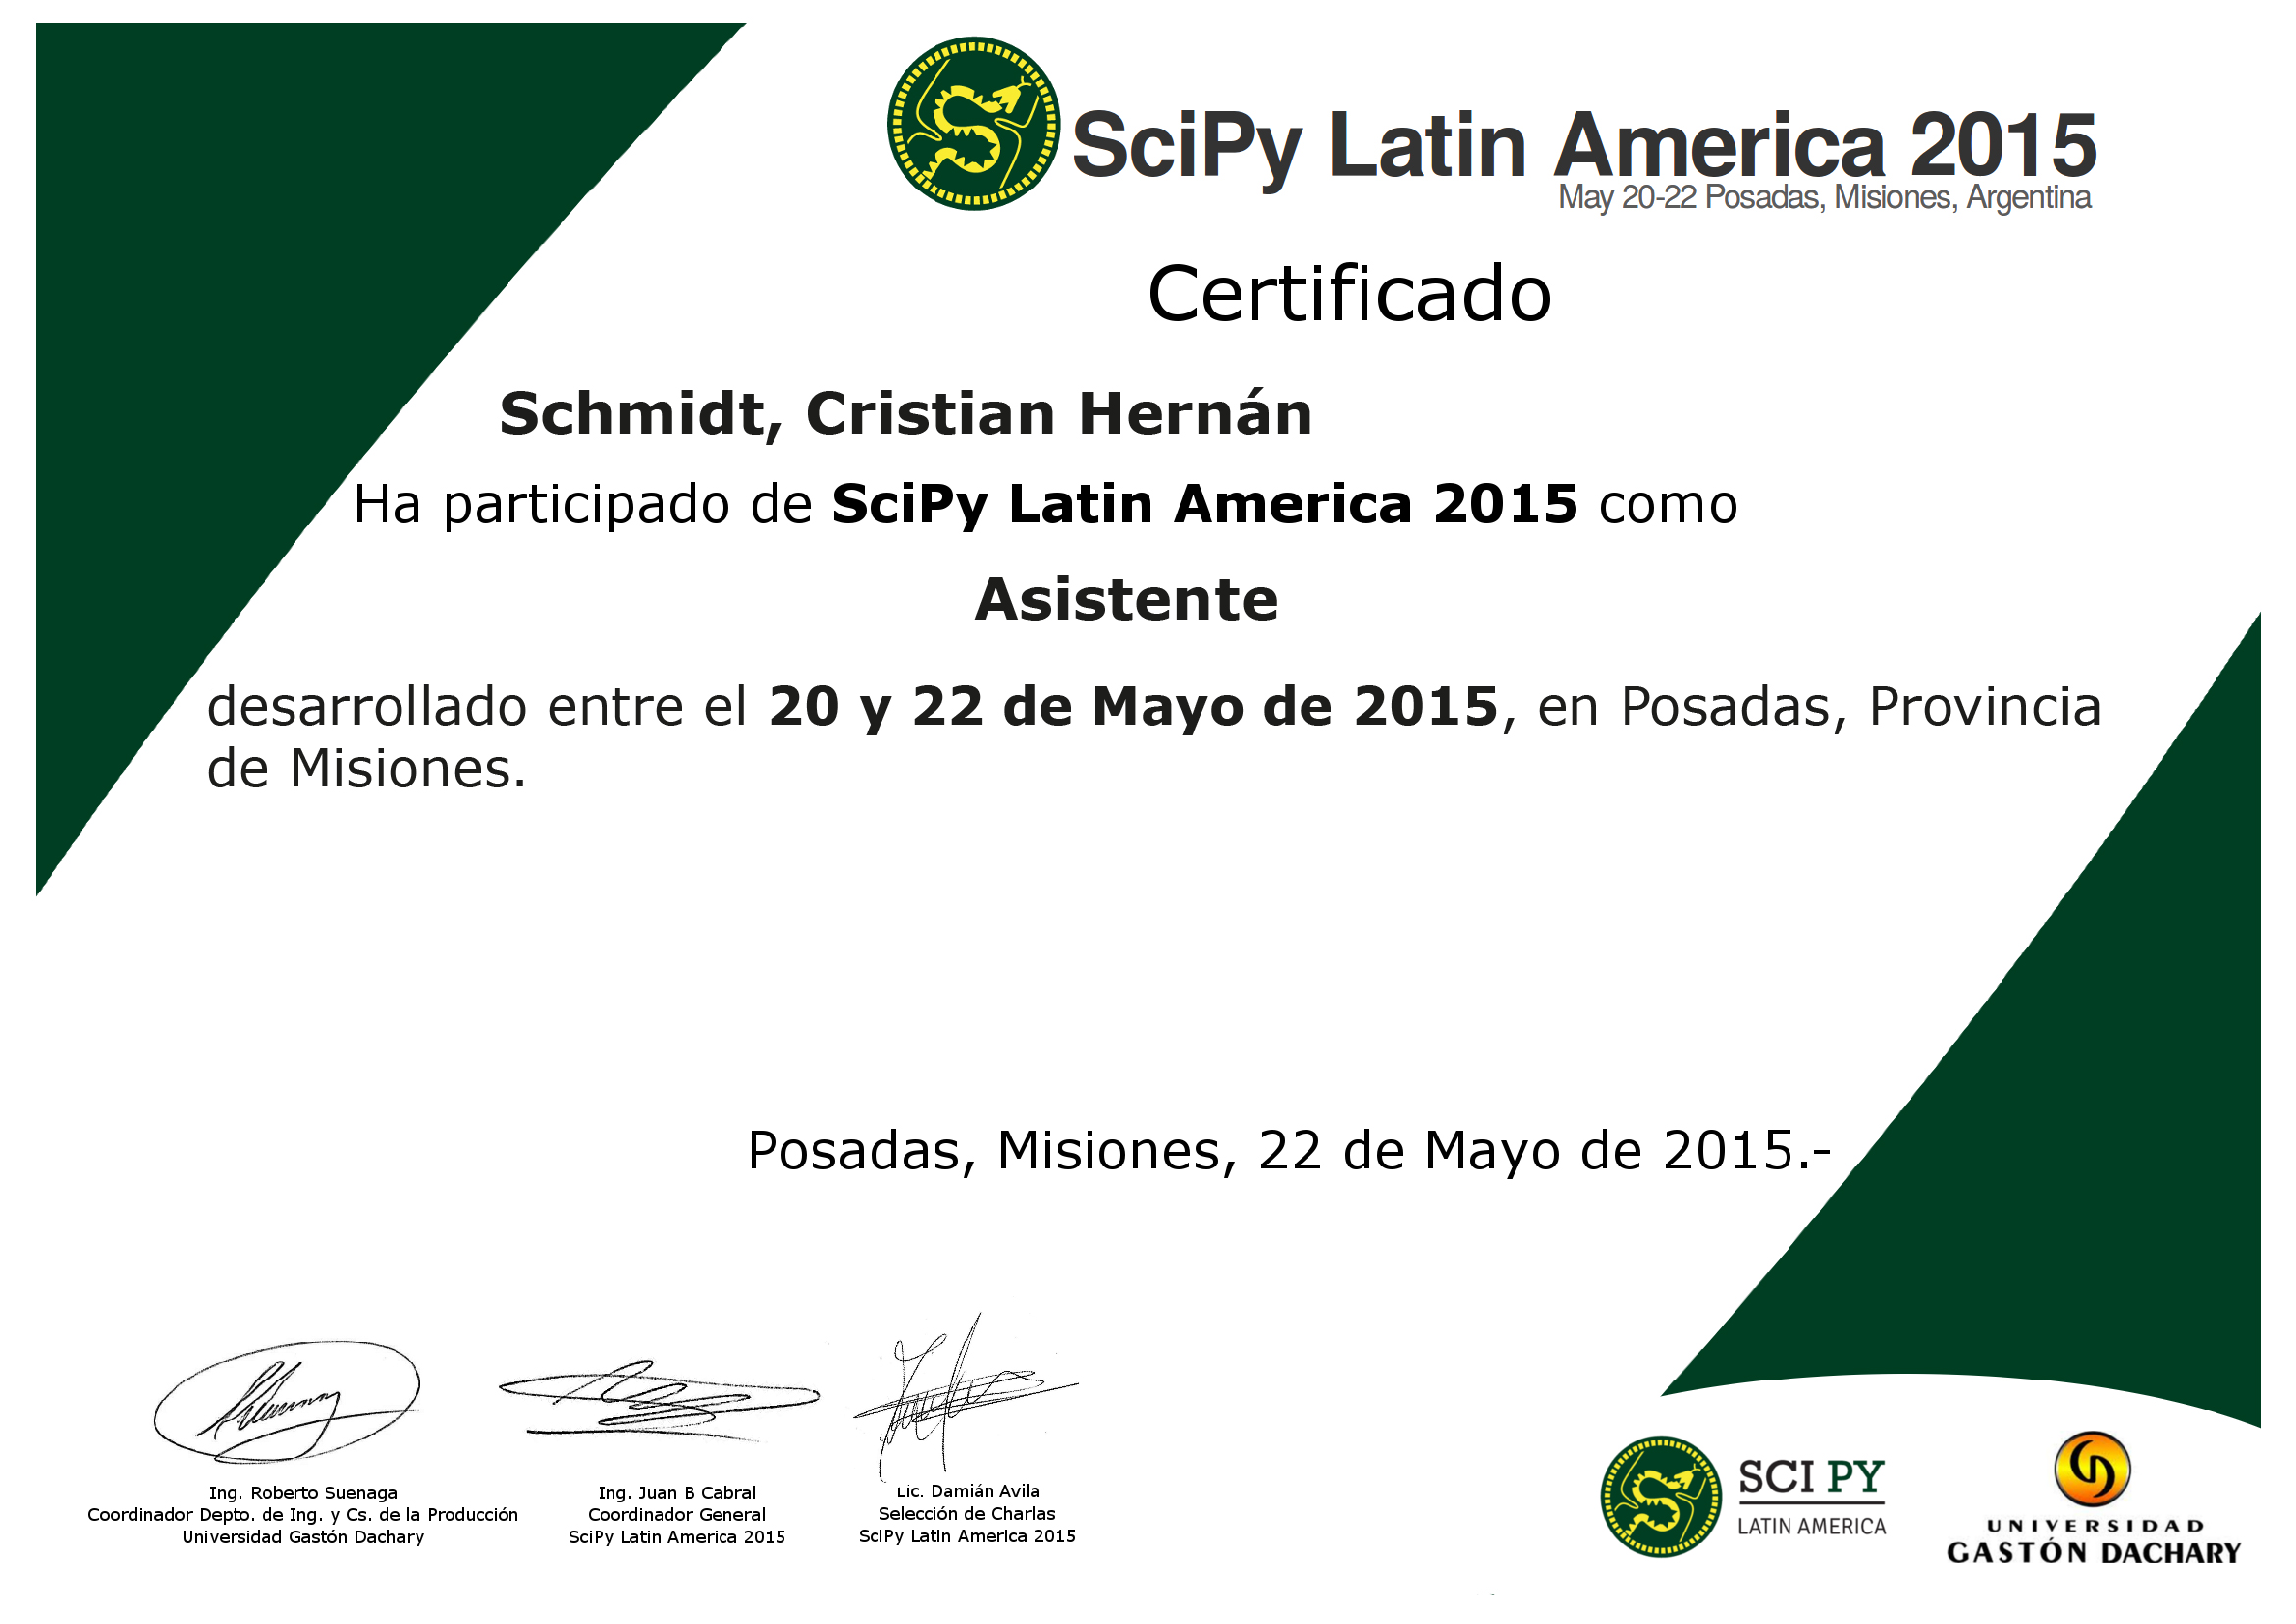 SciPy Latin America 2015
May 20-22 Posadas, Misiones, Argentina
Certificado
Schmidt, Cristian Hernán
Ha participado de SciPy Latin America 2015 como
Asistente
desarrollado entre el 20 y 22 de Mayo de 2015, en Posadas, Provincia
de Misiones.
Posadas, Misiones, 22 de Mayo de 2015.-
Ing. Roberto Suenaga
Coordinador Depto. de Ing. y Cs. de la Producción
Universidad Gastón Dachary
Ing. Juan B Cabral
Coordinador General
SciPy Latin America 2015
Lic. Damián Avila
Selección de Charlas
SciPy Latin America 2015
SCI PY
LATIN AMERICA
UNIVERSIDAD
GASTÓN DACHARY